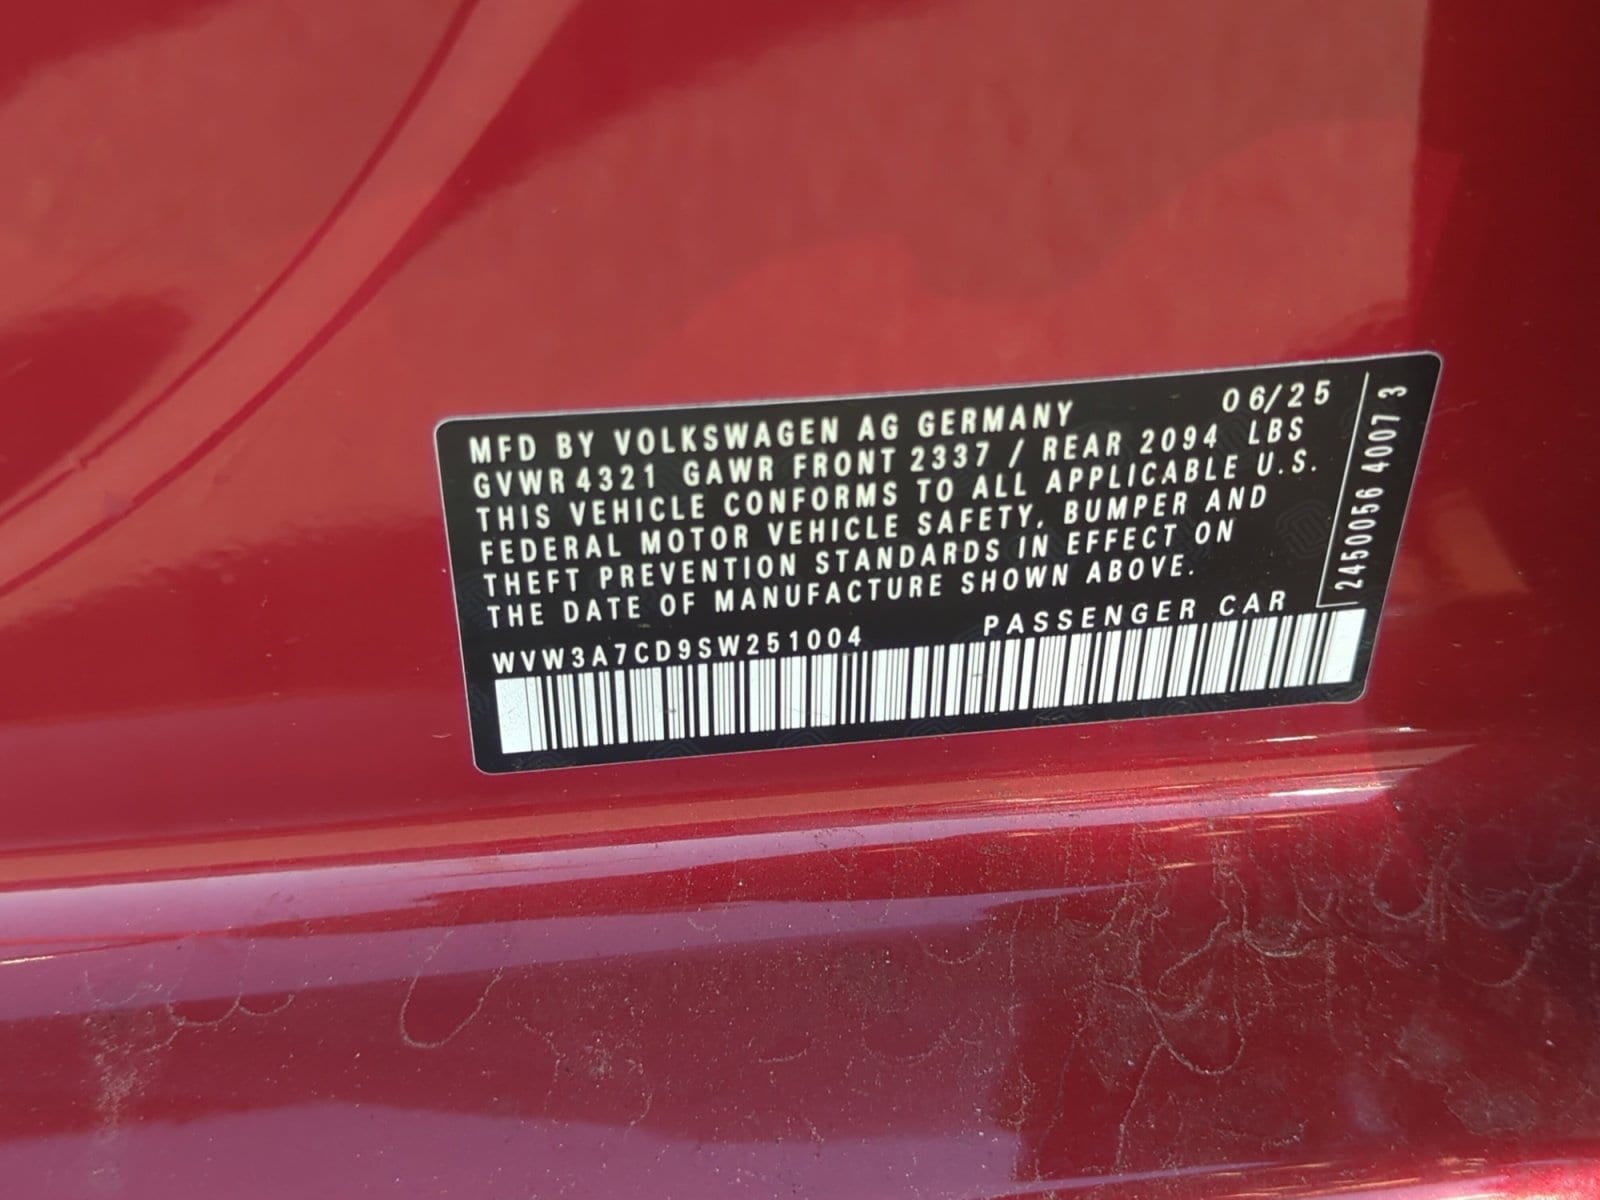 MFD BY VOLKSWAGEN AG GERMANY 06/25
GVWR 4321 GAWR FRONT 2337 / REAR 2094 LBS
THIS VEHICLE CONFORMS TO ALL APPLICABLE U.S.
FEDERAL MOTOR VEHICLE SAFETY, BUMPER AND
THEFT PREVENTION STANDARDS IN EFFECT ON
THE DATE OF MANUFACTURE SHOWN ABOVE.
WVW3A7CD9SW251004 PASSENGER CAR
2450056 4007 3